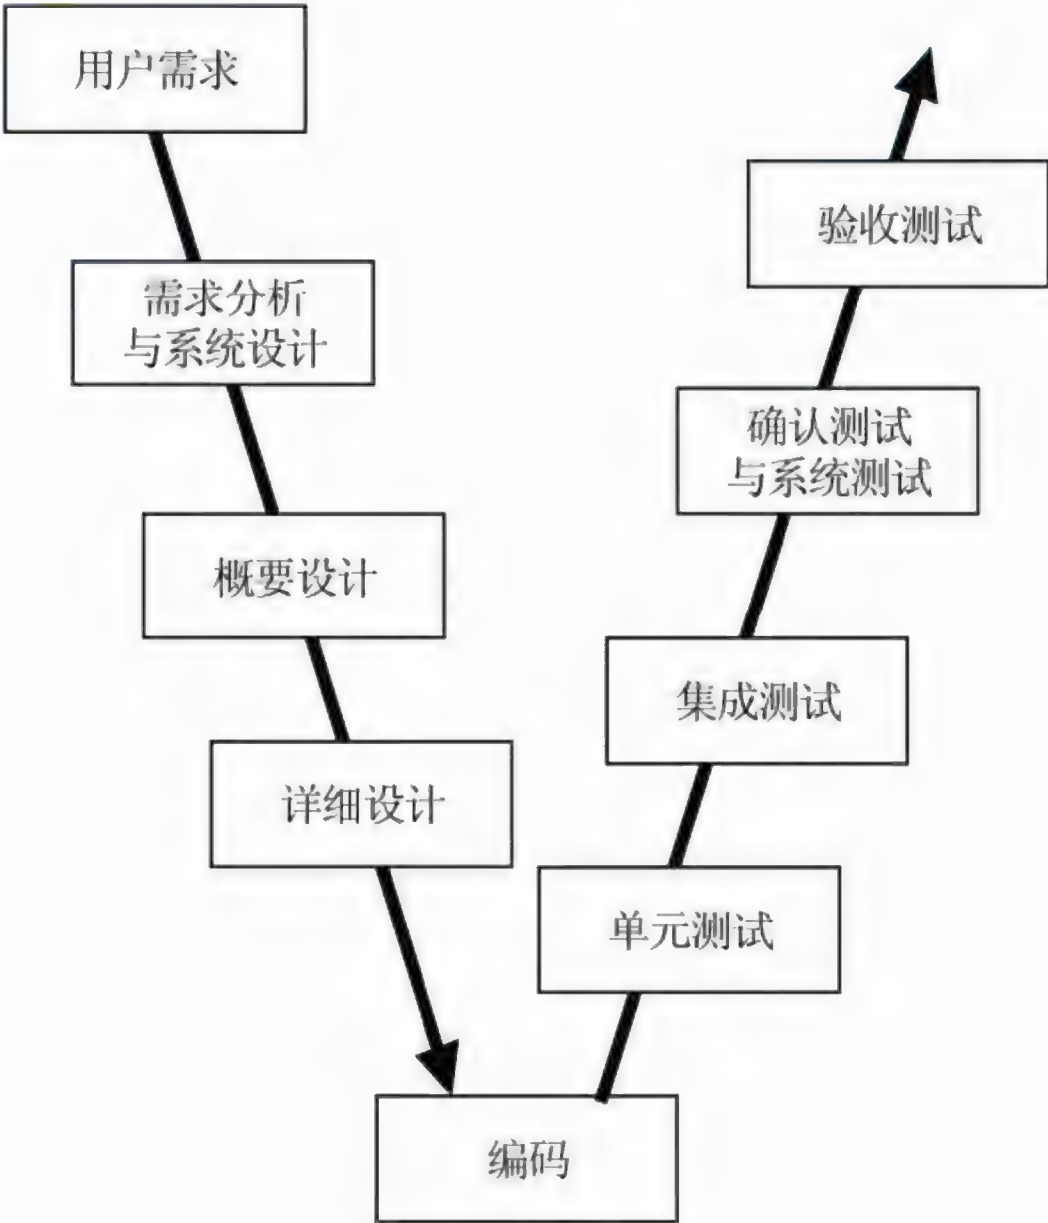 用户需求
需求分析
与系统设计
概要设计
详细设计
编码
单元测试
集成测试
确认测试
与系统测试
验收测试